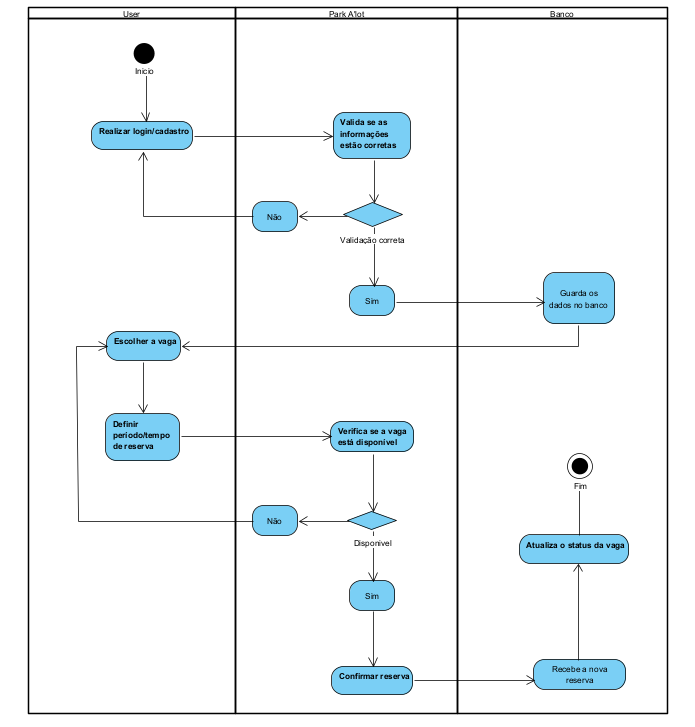 User
Park A'lot
Banco
Inicio
Realizar login/cadastro
Valida se as
informações
estão corretas
Não
Validação correta
Sim
Guarda os
dados no banco
Escolher a vaga
Definir
período/tempo
de reserva
Verifica se a vaga
está disponível
Não
Disponivel
Sim
Confirmar reserva
Recebe a nova
reserva
Atualiza o status da vaga
Fim